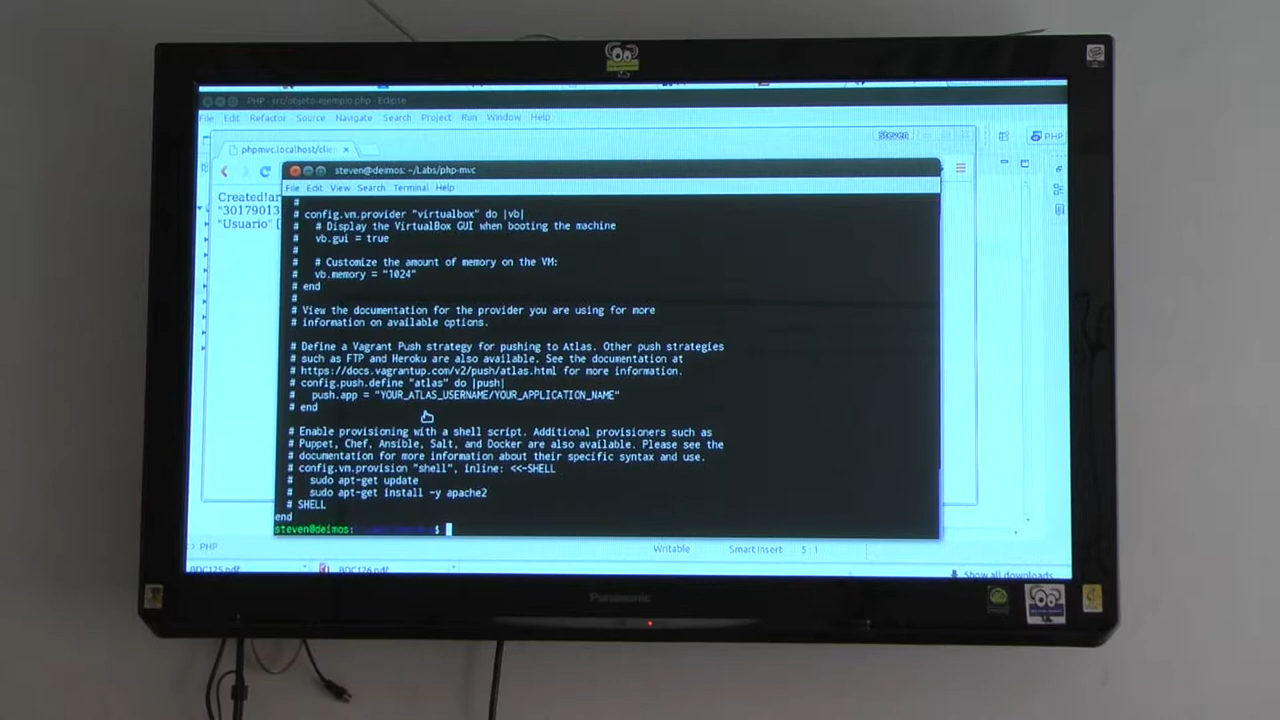 PHP - src/objeto-ejemplo.php - Eclipse
File Edit Refactor Source Navigate Search Project Run Window Help
PHP
phpmvc.localhost/clien
steven@deimos: ~/Labs/php-mvc
File Edit View Search Terminal Help
Created!ar
"30179013
"Usuario" [
#
# config.vm.provider "virtualbox" do |vb|
#   # Display the VirtualBox GUI when booting the machine
#   vb.gui = true
#
#   # Customize the amount of memory on the VM:
#   vb.memory = "1024"
# end
#
# View the documentation for the provider you are using for more
# information on available options.
# Define a Vagrant Push strategy for pushing to Atlas. Other push strategies
# such as FTP and Heroku are also available. See the documentation at
# https://docs.vagrantup.com/v2/push/atlas.html for more information.
# config.push.define "atlas" do |push|
#   push.app = "YOUR_ATLAS_USERNAME/YOUR_APPLICATION_NAME"
# end
# Enable provisioning with a shell script. Additional provisioners such as
# Puppet, Chef, Ansible, Salt, and Docker are also available. Please see the
# documentation for more information about their specific syntax and use.
# config.vm.provision "shell", inline: <<-SHELL
#   sudo apt-get update
#   sudo apt-get install -y apache2
# SHELL
end
steven@deimos: $
PHP
Writable Smart Insert 5 : 1
BDC125.pdf BDC126.pdf Show all downloads
Panasonic